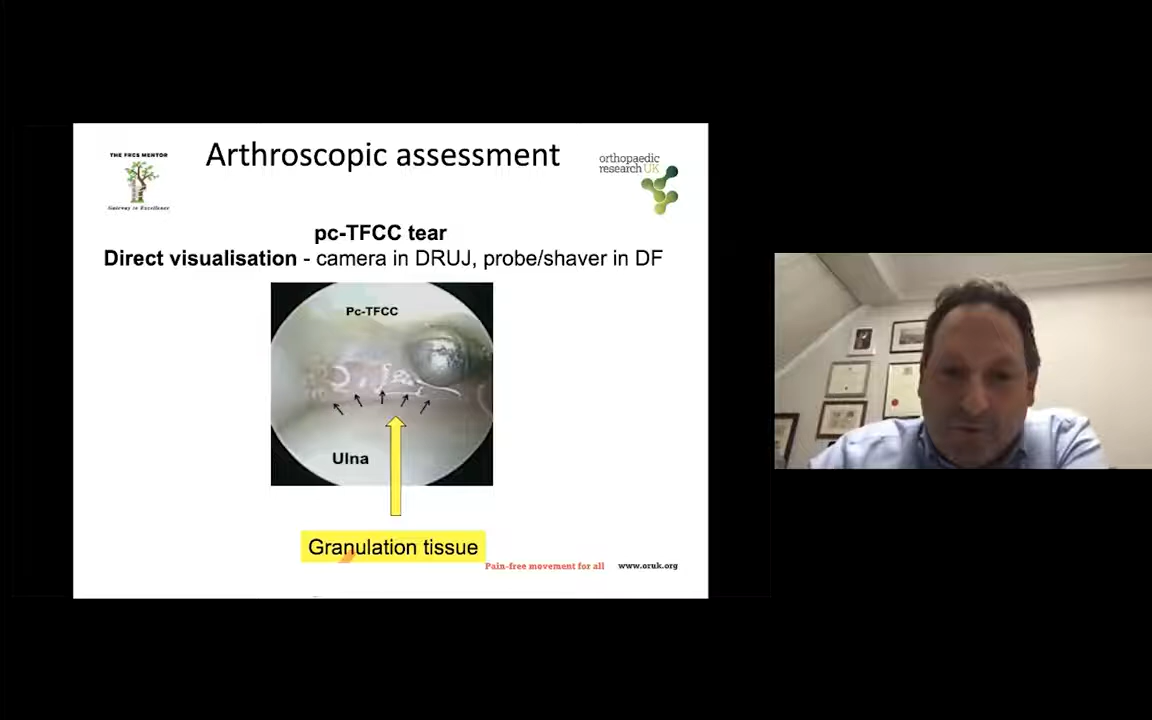 THE FRCS MENTOR
Gateway to Excellence
Arthroscopic assessment
orthopaedic
research UK
pc-TFCC tear
Direct visualisation - camera in DRUJ, probe/shaver in DF
Pc-TFCC
Ulna
Granulation tissue
Pain-free movement for all www.oruk.org